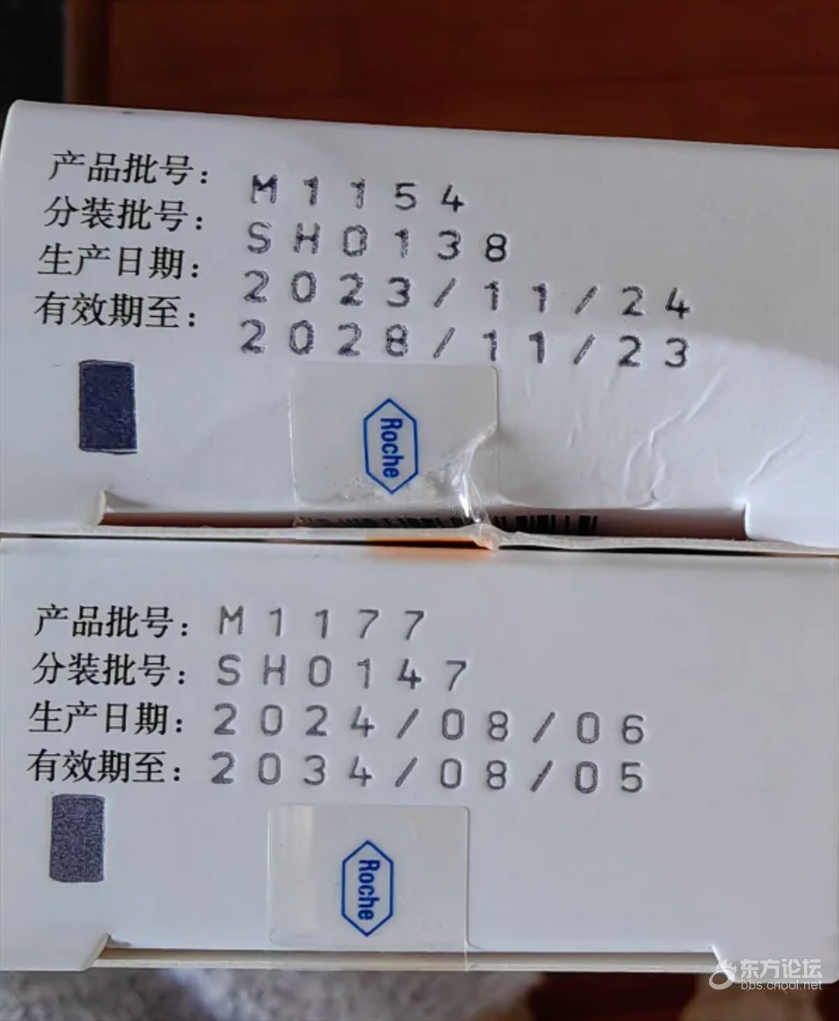 产品批号: M1154
分装批号: SH0138
生产日期: 2023/11/24
有效期至: 2028/11/23
Roche
产品批号: M1177
分装批号: SH0147
生产日期: 2024/08/06
有效期至: 2034/08/05
Roche
东方论坛
bbs.cnool.net